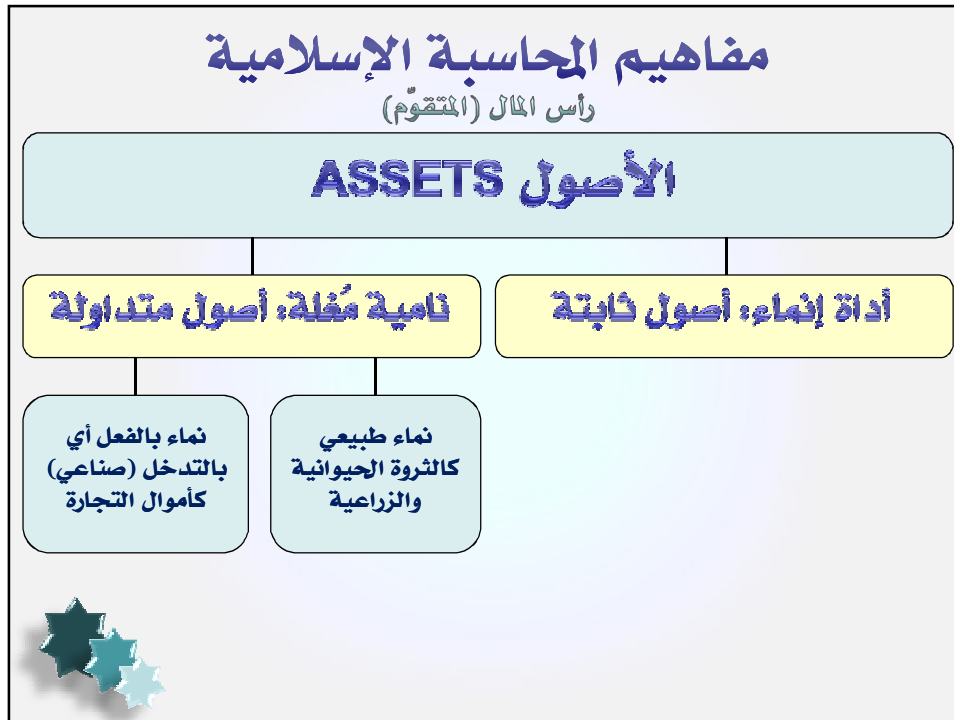 مفاهيم المحاسبة الإسلامية
رأس المال (المتقوّم)
الأصول ASSETS
أداة إنماء: أصول ثابتة
نامية مُغلة: أصول متداولة
نماء طبيعي
كالثروة الحيوانية
والزراعية
نماء بالفعل أي
بالتدخل (صناعي)
كأموال التجارة